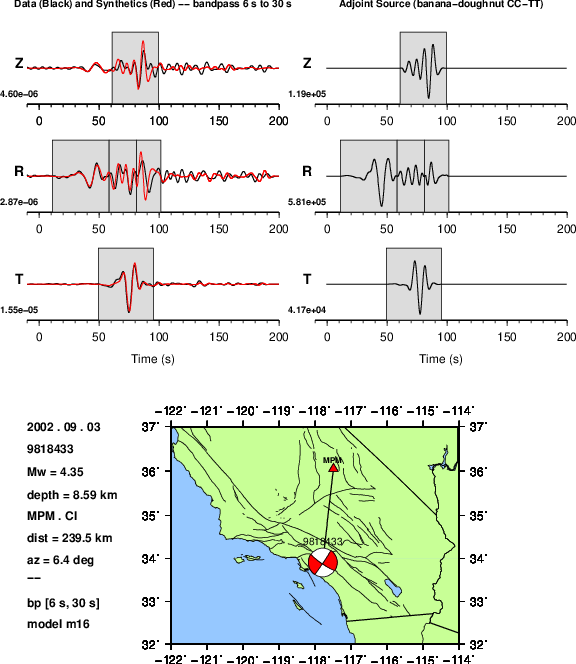 Data (Black) and Synthetics (Red) −− bandpass 6 s to 30 s
Adjoint Source (banana−doughnut CC−TT)
Z
4.60e−06
0 50 100 150 200
Z
1.19e+05
0 50 100 150 200
R
2.87e−06
0 50 100 150 200
R
5.81e+05
0 50 100 150 200
T
1.55e−05
0 50 100 150 200
Time (s)
T
4.17e+04
0 50 100 150 200
Time (s)
2002 . 09 . 03
9818433
Mw = 4.35
depth = 8.59 km
MPM . CI
dist = 239.5 km
az = 6.4 deg
−−
bp [6 s, 30 s]
model m16
−122˚ −121˚ −120˚ −119˚ −118˚ −117˚ −116˚ −115˚ −114˚
37˚ 37˚
MPM
36˚ 36˚
35˚ 35˚
9818433
34˚ 34˚
33˚ 33˚
32˚ 32˚
−122˚ −121˚ −120˚ −119˚ −118˚ −117˚ −116˚ −115˚ −114˚